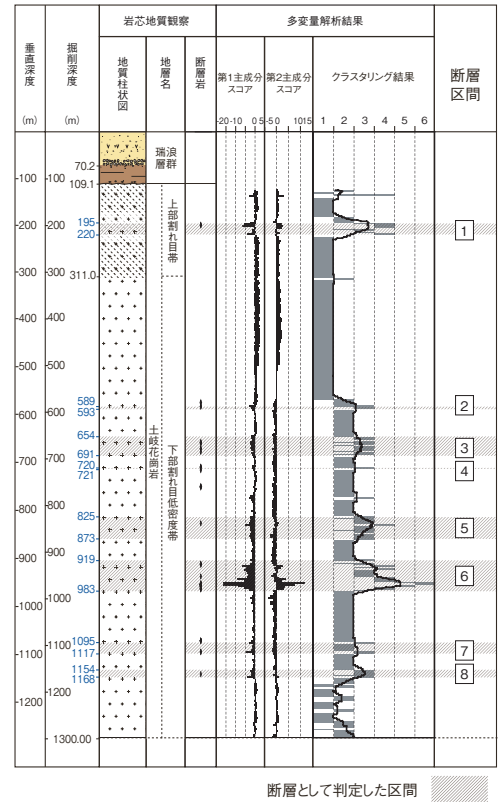 岩芯地質観察
多変量解析結果
垂直深度
(m)
掘削深度
(m)
地質柱状図
地層名
断層岩
第1主成分
スコア
第2主成分
スコア
クラスタリング結果
断層
区間
-20-10 0 5
-5 0 1015
1 2 3 4 5 6
瑞浪
層群
70.2
109.1
-100
-100
195
-200
-200
220
1
上部割れ目帯
-300
-300
311.0
-400
-400
-500
-500
589
593
2
-600
-600
654
691
3
-700
-700
720
721
4
土岐花崗岩
下部割れ目低密度帯
-800
-800
825
873
5
-900
-900
919
983
6
-1000
-1000
1095
-1100
-1100
1117
7
1154
1168
8
-1200
-1200
1300.00
断層として判定した区間